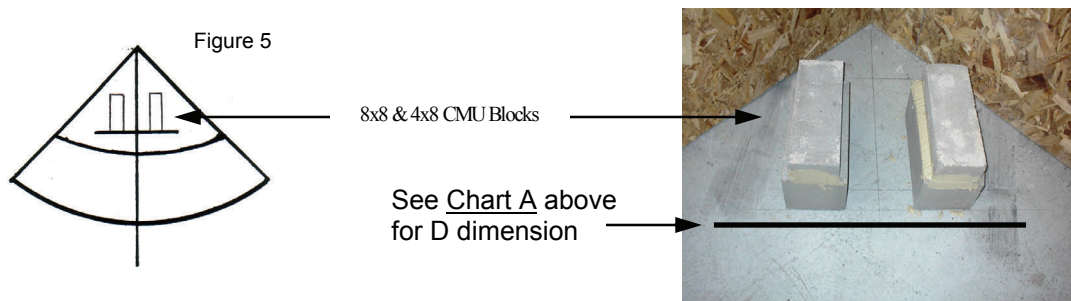 Figure 5
8x8 & 4x8 CMU Blocks
See Chart A above
for D dimension